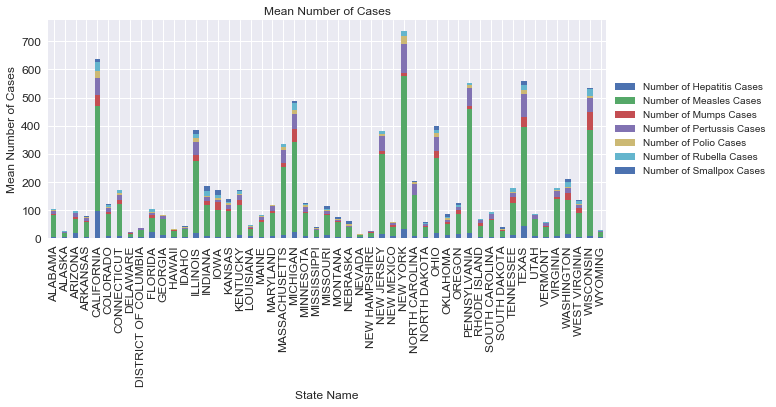 Mean Number of Cases
Mean Number of Cases
700
600
500
400
300
200
100
0
ALABAMA
ALASKA
ARIZONA
ARKANSAS
CALIFORNIA
COLORADO
CONNECTICUT
DELAWARE
DISTRICT OF COLUMBIA
FLORIDA
GEORGIA
HAWAII
IDAHO
ILLINOIS
INDIANA
IOWA
KANSAS
KENTUCKY
LOUISIANA
MAINE
MARYLAND
MASSACHUSETTS
MICHIGAN
MINNESOTA
MISSISSIPPI
MISSOURI
MONTANA
NEBRASKA
NEVADA
NEW HAMPSHIRE
NEW JERSEY
NEW MEXICO
NEW YORK
NORTH CAROLINA
NORTH DAKOTA
OHIO
OKLAHOMA
OREGON
PENNSYLVANIA
RHODE ISLAND
SOUTH CAROLINA
SOUTH DAKOTA
TENNESSEE
TEXAS
UTAH
VERMONT
VIRGINIA
WASHINGTON
WEST VIRGINIA
WISCONSIN
WYOMING
State Name
Number of Hepatitis Cases
Number of Measles Cases
Number of Mumps Cases
Number of Pertussis Cases
Number of Polio Cases
Number of Rubella Cases
Number of Smallpox Cases